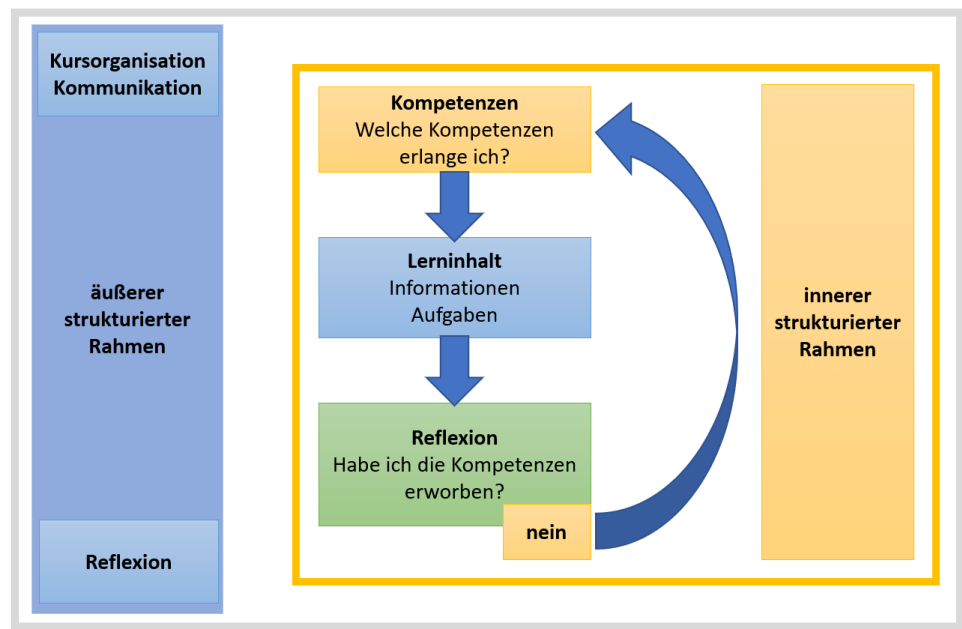 Kursorganisation
Kommunikation
äußerer
strukturierter
Rahmen
Reflexion
Kompetenzen
Welche Kompetenzen
erlange ich?
Lerninhalt
Informationen
Aufgaben
Reflexion
Habe ich die Kompetenzen
erworben?
nein
innerer
strukturierter
Rahmen